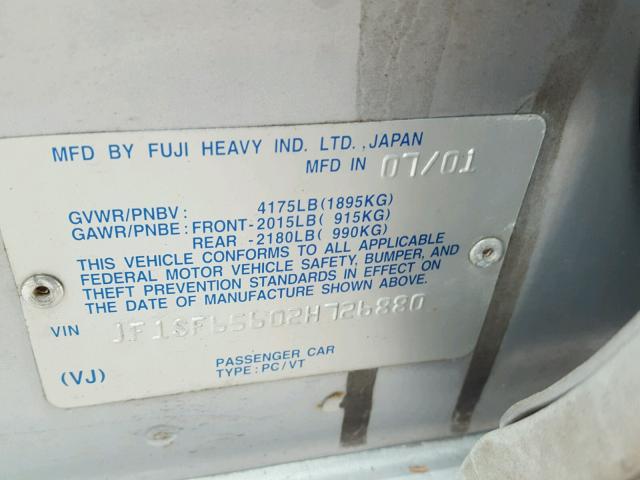 MFD BY FUJI HEAVY IND. LTD.,JAPAN
MFD IN 07/01
GVWR/PNBV: 4175LB(1895KG)
GAWR/PNBE: FRONT-2015LB( 915KG)
REAR -2180LB( 990KG)
THIS VEHICLE CONFORMS TO ALL APPLICABLE
FEDERAL MOTOR VEHICLE SAFETY, BUMPER, AND
THEFT PREVENTION STANDARDS IN EFFECT ON
THE DATE OF MANUFACTURE SHOWN ABOVE.
VIN JF1SF65602H726880
PASSENGER CAR
(VJ) TYPE: PC/VT